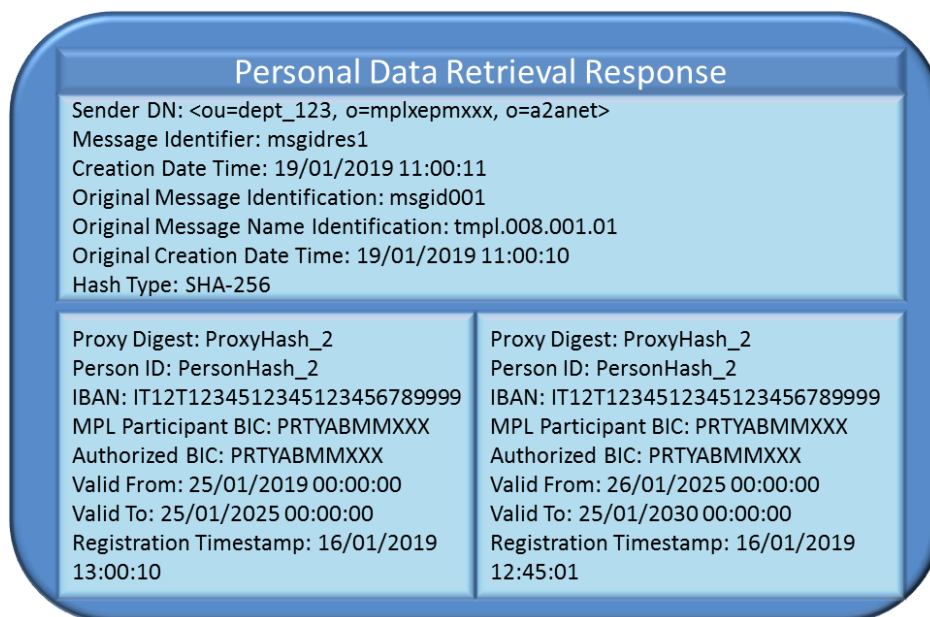 Personal Data Retrieval Response
Sender DN: <ou=dept_123, o=mplxepmxxx, o=a2anet>
Message Identifier: msgidres1
Creation Date Time: 19/01/2019 11:00:11
Original Message Identification: msgid001
Original Message Name Identification: tmpl.008.001.01
Original Creation Date Time: 19/01/2019 11:00:10
Hash Type: SHA-256
Proxy Digest: ProxyHash_2
Person ID: PersonHash_2
IBAN: IT12T1234512345123456789999
MPL Participant BIC: PRTYABMMXXX
Authorized BIC: PRTYABMMXXX
Valid From: 25/01/2019 00:00:00
Valid To: 25/01/2025 00:00:00
Registration Timestamp: 16/01/2019
13:00:10
Proxy Digest: ProxyHash_2
Person ID: PersonHash_2
IBAN: IT12T1234512345123456789999
MPL Participant BIC: PRTYABMMXXX
Authorized BIC: PRTYABMMXXX
Valid From: 26/01/2025 00:00:00
Valid To: 25/01/2030 00:00:00
Registration Timestamp: 16/01/2019
12:45:01